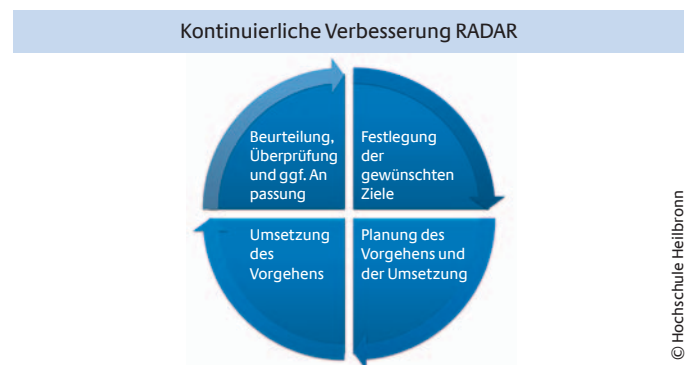 Kontinuierliche Verbesserung RADAR
Beurteilung,
Überprüfung
und ggf. An
passung
Festlegung
der
gewünschten
Ziele
Umsetzung
des
Vorgehens
Planung des
Vorgehens und
der Umsetzung
© Hochschule Heilbronn